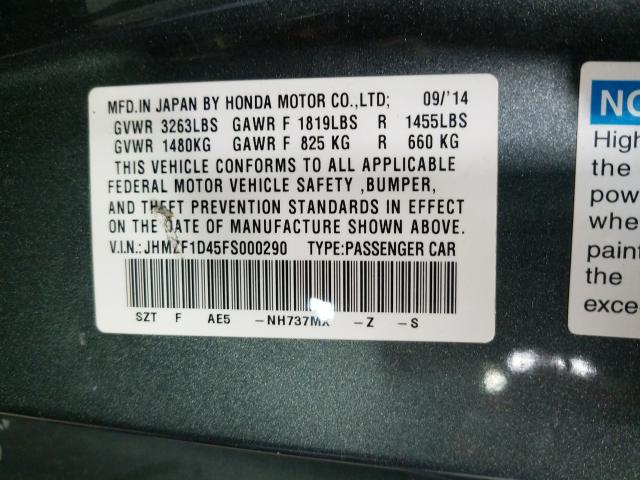 MFD.IN JAPAN BY HONDA MOTOR CO.,LTD; 09/'14
GVWR 3263LBS GAWR F 1819LBS R 1455LBS
GVWR 1480KG GAWR F 825 KG R 660 KG
THIS VEHICLE CONFORMS TO ALL APPLICABLE
FEDERAL MOTOR VEHICLE SAFETY ,BUMPER,
AND THEFT PREVENTION STANDARDS IN EFFECT
ON THE DATE OF MANUFACTURE SHOWN ABOVE.
V.I.N.:JHMZF1D45FS000290 TYPE:PASSENGER CAR
SZT F AE5 -NH737MX -Z -S
NO
High
the
pow
whe
paint
the
exce